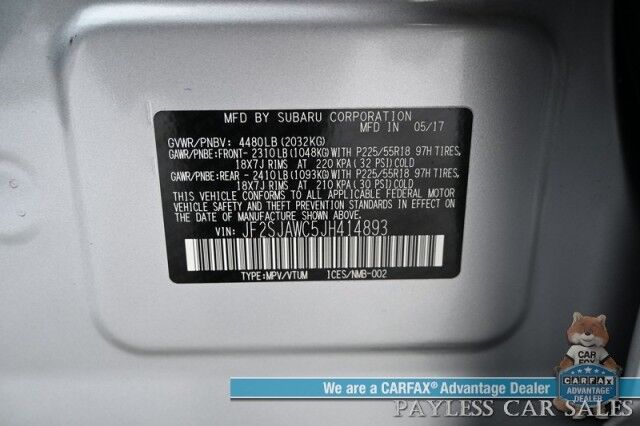 MFD BY SUBARU CORPORATION
MFD IN 05/17
GVWR/PNBV: 4480LB(2032KG)
GAWR/PNBE:FRONT- 2310LB(1048KG)WITH P225/55R18 97H TIRES,
18X7J RIMS AT 220 KPA (32 PSI)COLD
GAWR/PNBE:REAR - 2410LB(1093KG)WITH P225/55R18 97H TIRES,
18X7J RIMS AT 210 KPA (30 PSI)COLD
THIS VEHICLE CONFORMS TO ALL APPLICABLE FEDERAL MOTOR
VEHICLE SAFETY AND THEFT PREVENTION STANDARDS IN EFFECT
ON THE DATE OF MANUFACTURE SHOWN ABOVE.
VIN: JF2SJAWC5JH414893
TYPE:MPV/VTUM ICES/NMB-002
CAR
FOX
We are a CARFAX® Advantage Dealer
CARFAX
ADVANTAGE
DEALER
PAYLESS CAR SALES